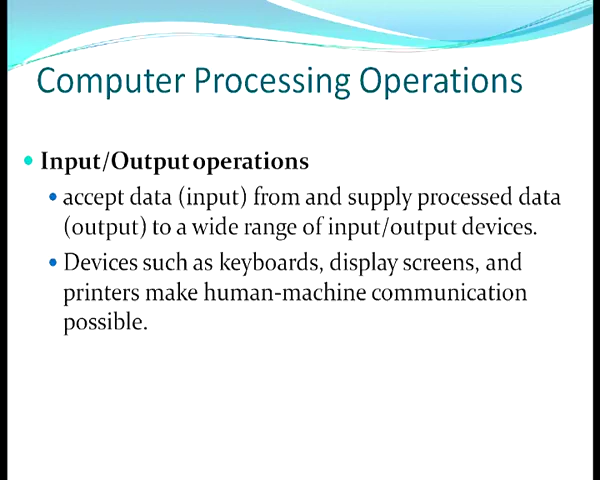 Computer Processing Operations
Input/Output operations
accept data (input) from and supply processed data
(output) to a wide range of input/output devices.
Devices such as keyboards, display screens, and
printers make human-machine communication
possible.